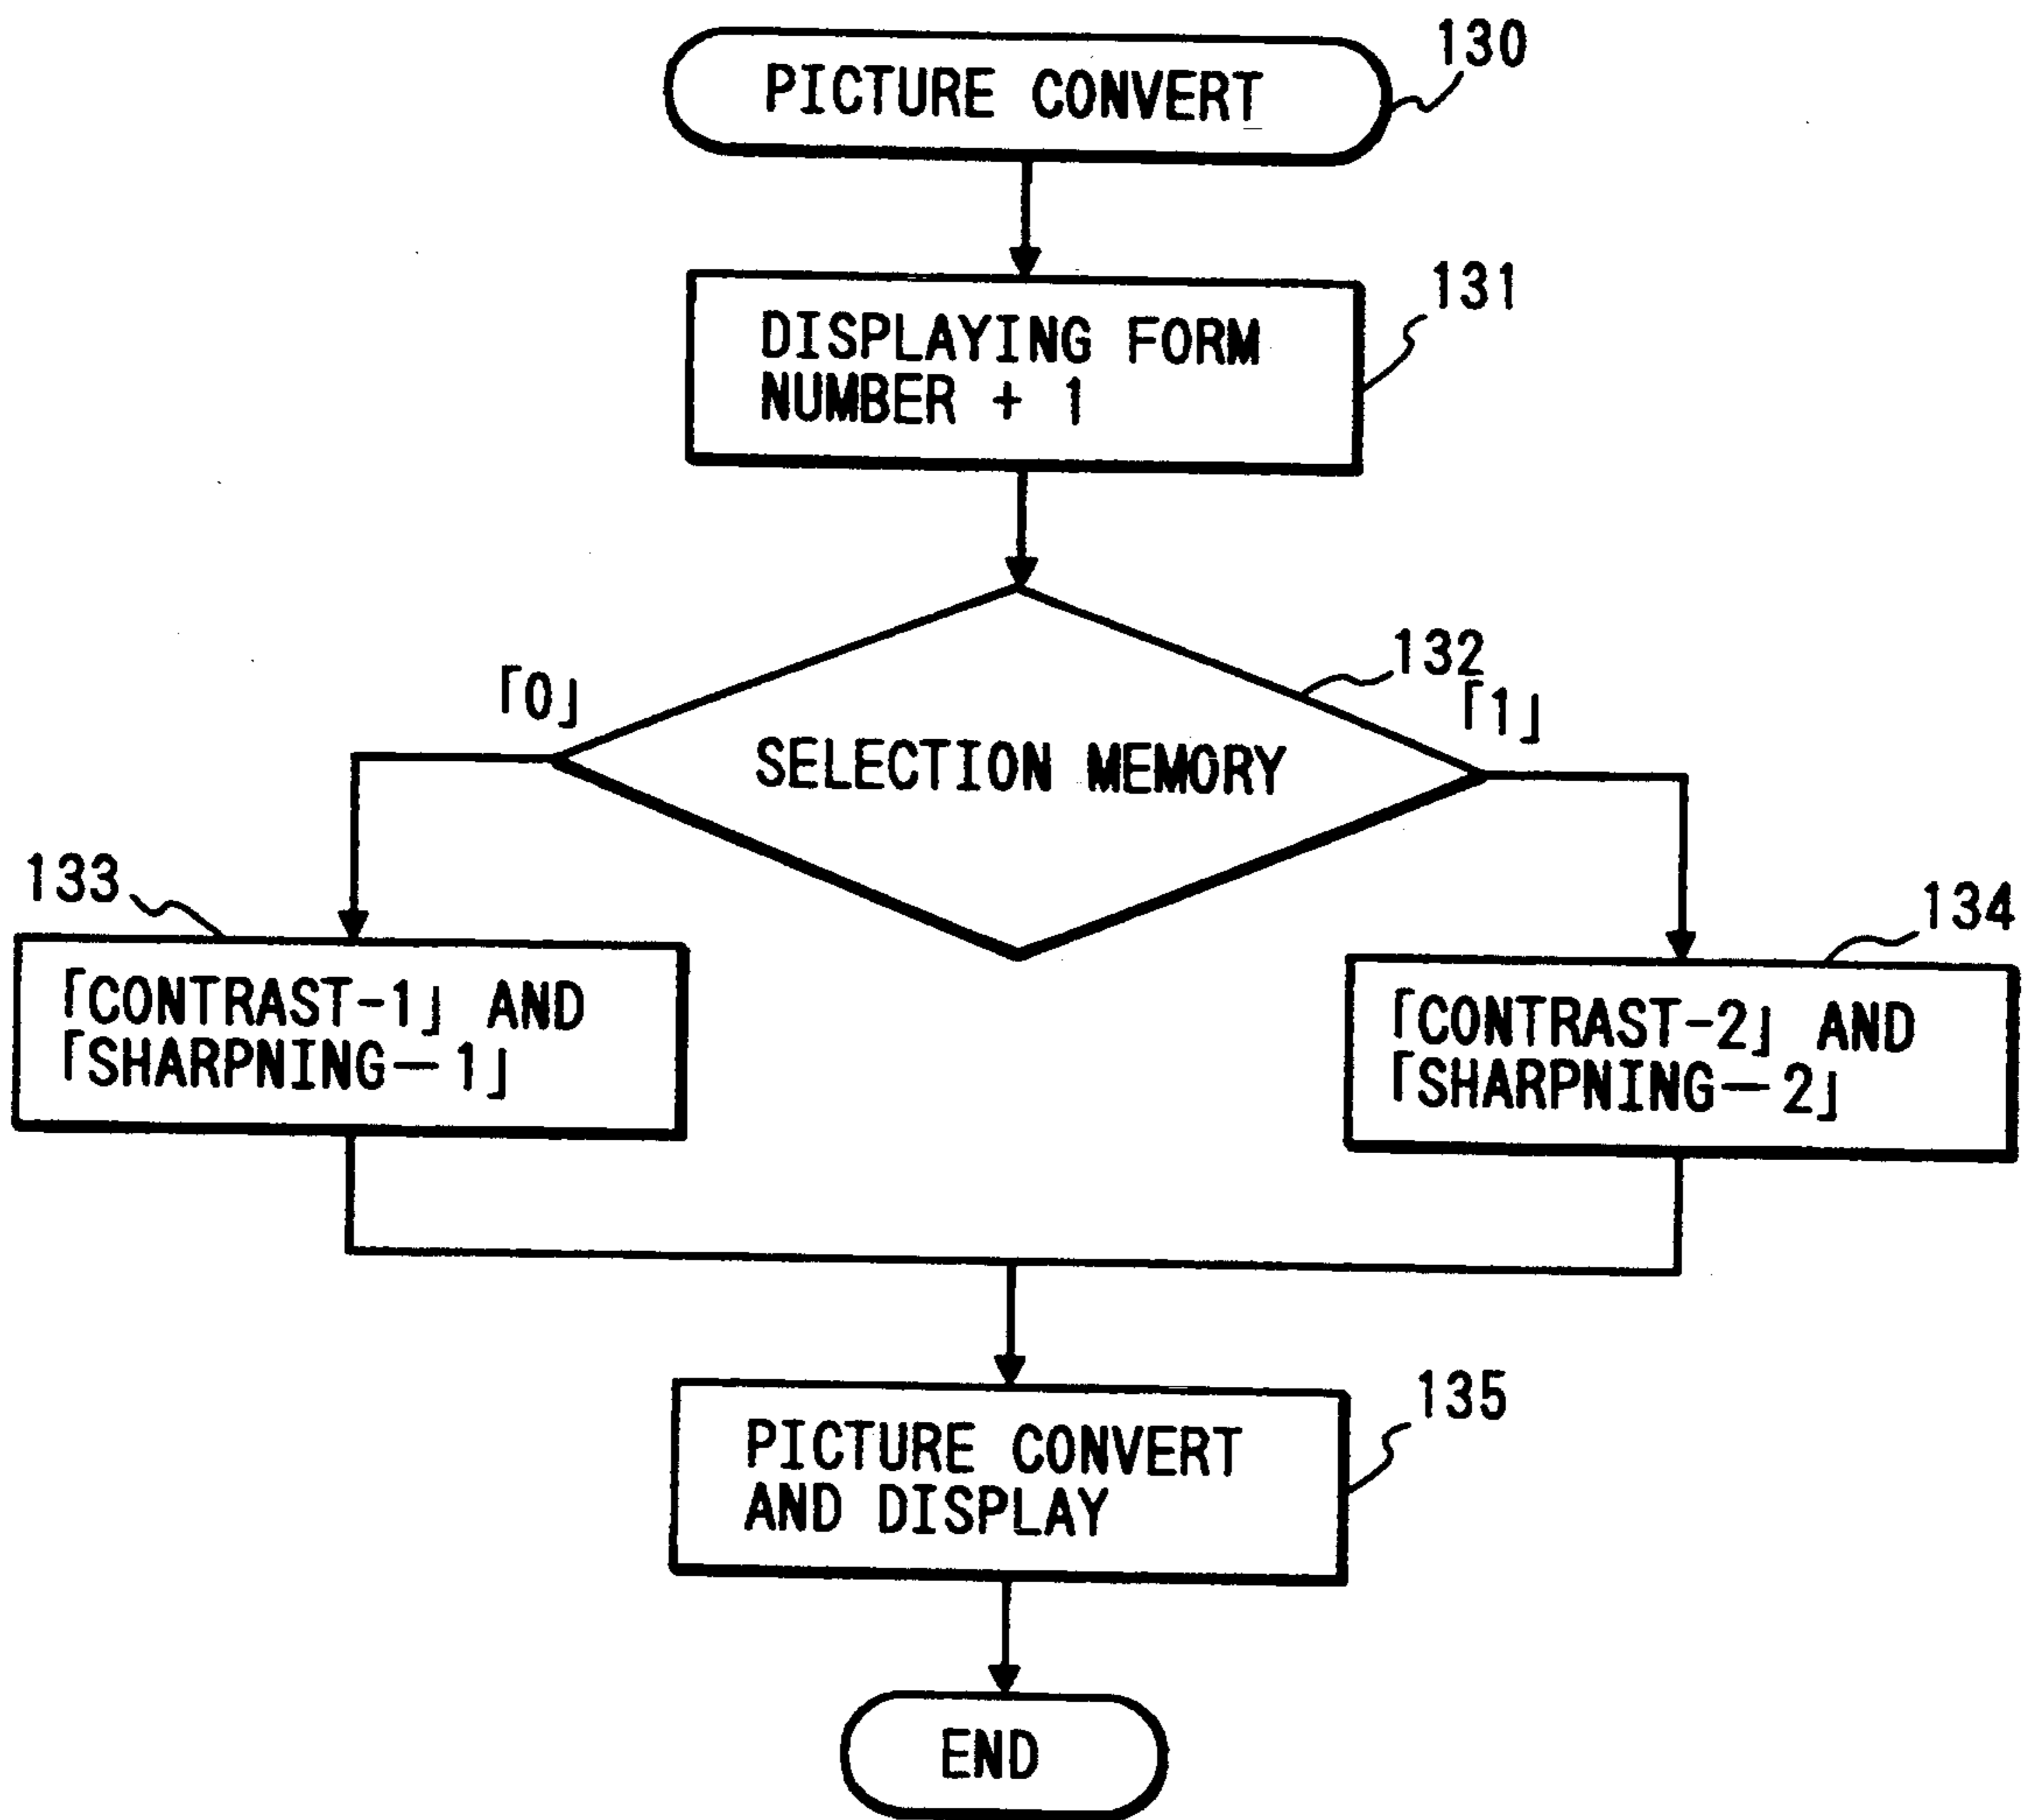 130
PICTURE CONVERT
131
DISPLAYING FORM
NUMBER + 1
132
「0」
「1」
SELECTION MEMORY
133
134
「CONTRAST-1」 AND
「SHARPNING-1」
「CONTRAST-2」 AND
「SHARPNING-2」
135
PICTURE CONVERT
AND DISPLAY
END